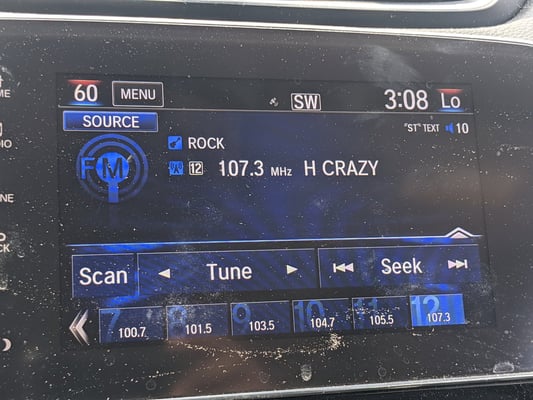 60 MENU SW 3:08 Lo
SOURCE "ST" TEXT 10
FM ROCK
12 107.3 MHz H CRAZY
Scan Tune Seek
7 8 9 10 11 12
100.7 101.5 103.5 104.7 105.5 107.3